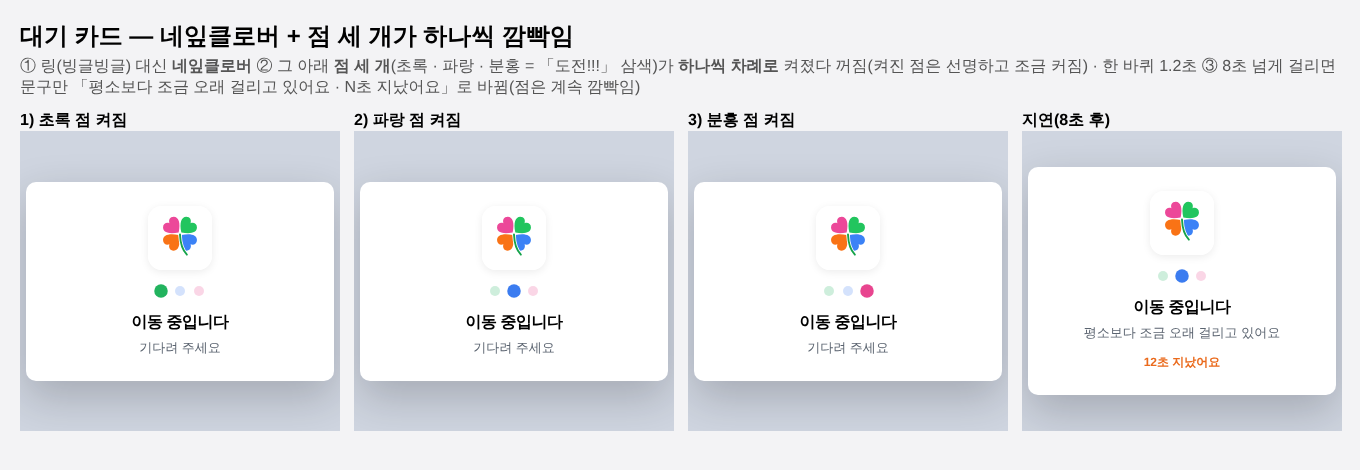 대기 카드 — 네잎클로버 + 점 세 개가 하나씩 깜빡임
① 링(빙글빙글) 대신 네잎클로버 ② 그 아래 점 세 개(초록 · 파랑 · 분홍 = 「도전!!!」 삼색)가 하나씩 차례로 켜졌다 꺼짐(켜진 점은 선명하고 조금 커짐) · 한 바퀴 1.2초 ③ 8초 넘게 걸리면
문구만 「평소보다 조금 오래 걸리고 있어요 · N초 지났어요」로 바뀜(점은 계속 깜빡임)
1) 초록 점 켜짐
이동 중입니다
기다려 주세요
2) 파랑 점 켜짐
이동 중입니다
기다려 주세요
3) 분홍 점 켜짐
이동 중입니다
기다려 주세요
지연(8초 후)
이동 중입니다
평소보다 조금 오래 걸리고 있어요
12초 지났어요